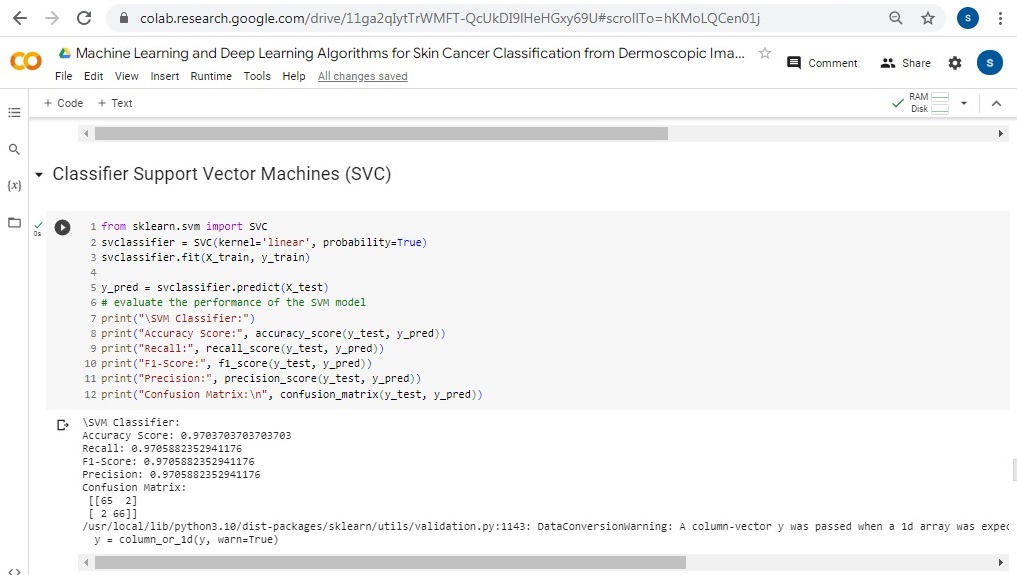 colab.research.google.com/drive/11ga2qIytTrWMFT-QcUkDI9IHeHGxy69U#scrollTo=hKMoLQCen01j
S
CO
Machine Learning and Deep Learning Algorithms for Skin Cancer Classification from Dermoscopic Ima...
File Edit View Insert Runtime Tools Help All changes saved
Comment
Share
S
+ Code + Text
RAM
Disk
Classifier Support Vector Machines (SVC)
{x}
0s
1 from sklearn.svm import SVC
2 svclassifier = SVC(kernel='linear', probability=True)
3 svclassifier.fit(X_train, y_train)
4
5 y_pred = svclassifier.predict(X_test)
6 # evaluate the performance of the SVM model
7 print("\SVM Classifier:")
8 print("Accuracy Score:", accuracy_score(y_test, y_pred))
9 print("Recall:", recall_score(y_test, y_pred))
10 print("F1-Score:", f1_score(y_test, y_pred))
11 print("Precision:", precision_score(y_test, y_pred))
12 print("Confusion Matrix:\n", confusion_matrix(y_test, y_pred))
\SVM Classifier:
Accuracy Score: 0.9703703703703703
Recall: 0.9705882352941176
F1-Score: 0.9705882352941176
Precision: 0.9705882352941176
Confusion Matrix:
[[65 2]
[ 2 66]]
/usr/local/lib/python3.10/dist-packages/sklearn/utils/validation.py:1143: DataConversionWarning: A column-vector y was passed when a 1d array was expec
y = column_or_1d(y, warn=True)